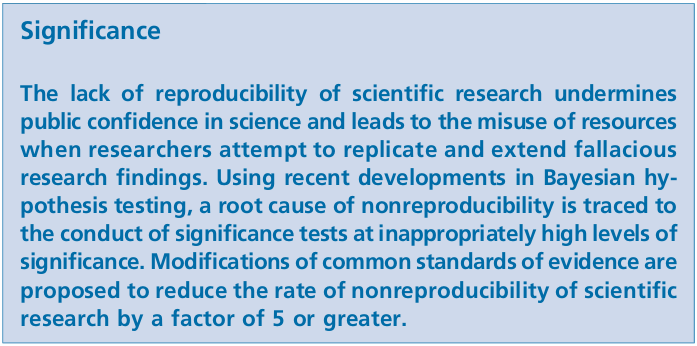 Significance
The lack of reproducibility of scientific research undermines
public confidence in science and leads to the misuse of resources
when researchers attempt to replicate and extend fallacious
research findings. Using recent developments in Bayesian hy-
pothesis testing, a root cause of nonreproducibility is traced to
the conduct of significance tests at inappropriately high levels of
significance. Modifications of common standards of evidence are
proposed to reduce the rate of nonreproducibility of scientific
research by a factor of 5 or greater.